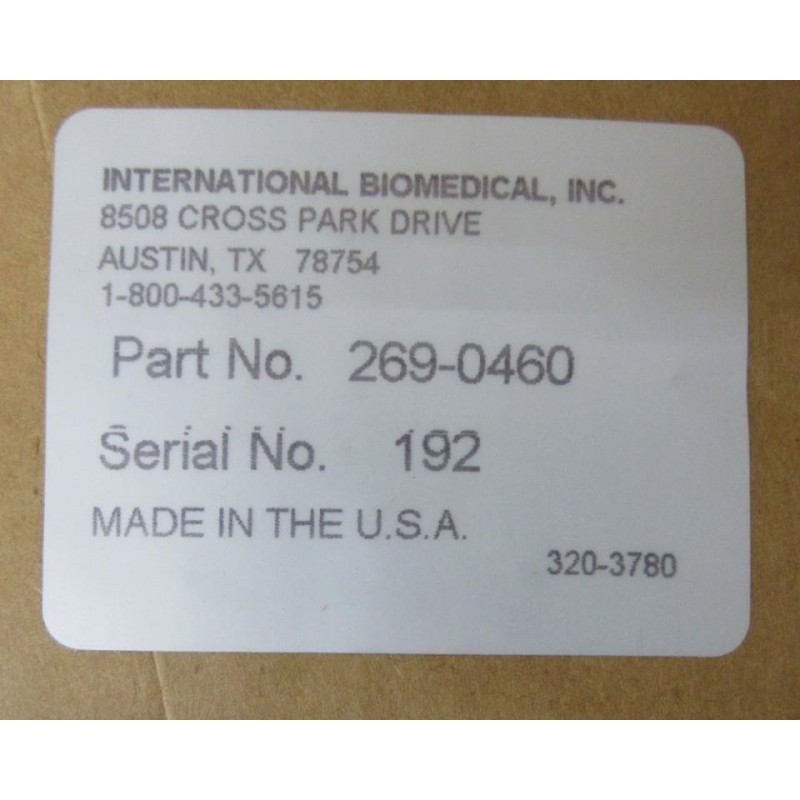 INTERNATIONAL BIOMEDICAL, INC.
8508 CROSS PARK DRIVE
AUSTIN, TX 78754
1-800-433-5615
Part No. 269-0460
Serial No. 192
MADE IN THE U.S.A.
320-3780